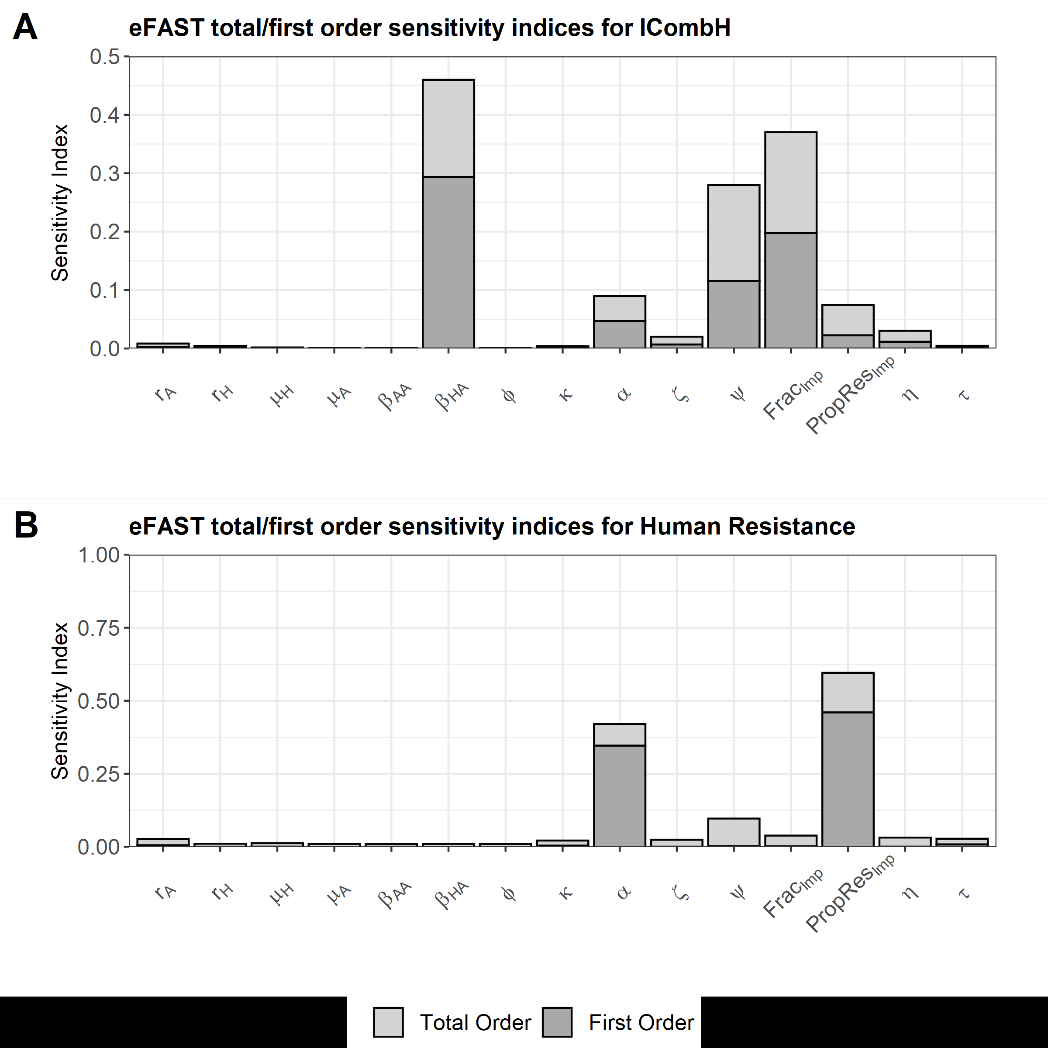 A
eFAST total/first order sensitivity indices for ICombH
Sensitivity Index
0.5
0.4
0.3
0.2
0.1
0.0
rA
rH
μH
μA
βAA
βHA
ϕ
κ
α
ζ
ψ
FracImp
PropResImp
η
τ
B
eFAST total/first order sensitivity indices for Human Resistance
Sensitivity Index
1.00
0.75
0.50
0.25
0.00
rA
rH
μH
μA
βAA
βHA
ϕ
κ
α
ζ
ψ
FracImp
PropResImp
η
τ
Total Order
First Order